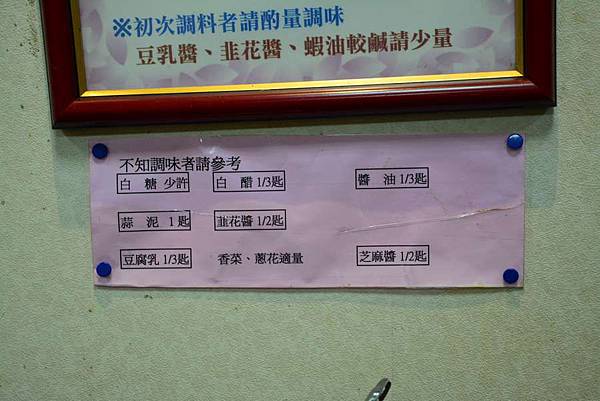 ※初次調料者請酌量調味
豆乳醬、韭花醬、蝦油較鹹請少量
不知調味者請參考
白 糖 少許 白 醋 1/3匙 醬 油 1/3匙
蒜 泥 1 匙 韭花醬 1/2匙
豆腐乳 1/3匙 香菜、蔥花適量 芝麻醬 1/2匙